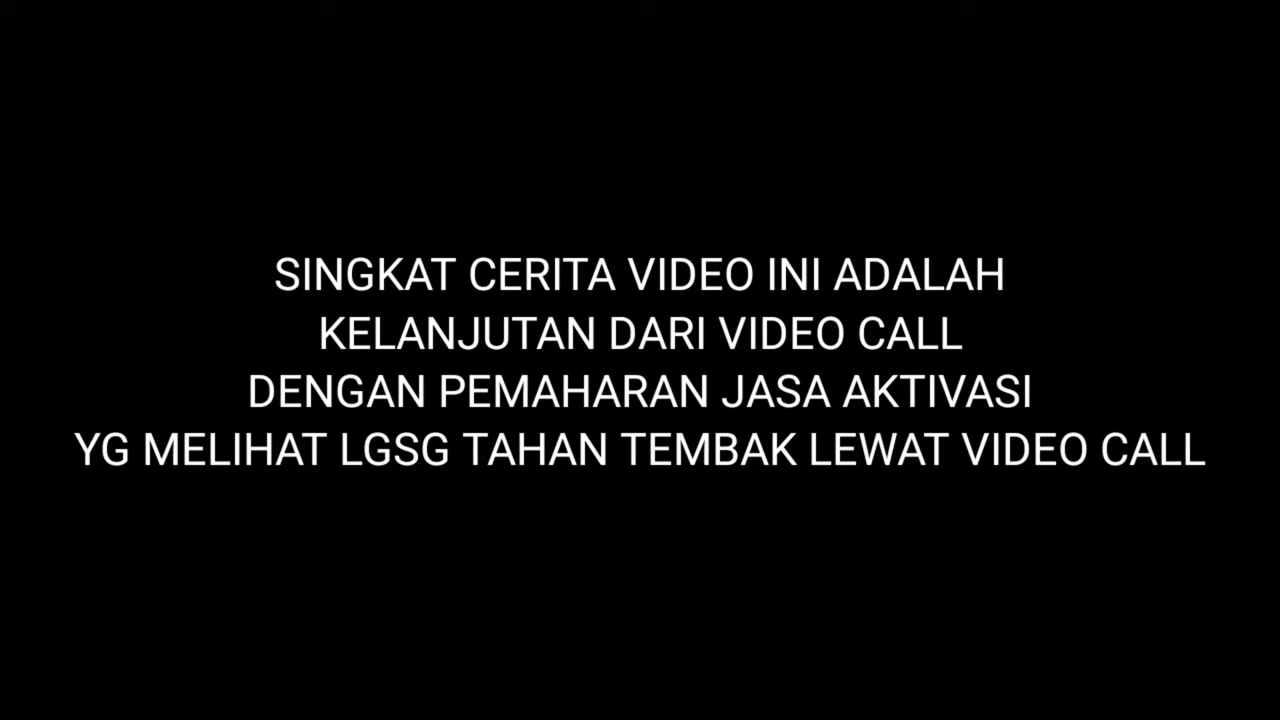 SINGKAT CERITA VIDEO INI ADALAH
KELANJUTAN DARI VIDEO CALL
DENGAN PEMAHARAN JASA AKTIVASI
YG MELIHAT LGSG TAHAN TEMBAK LEWAT VIDEO CALL